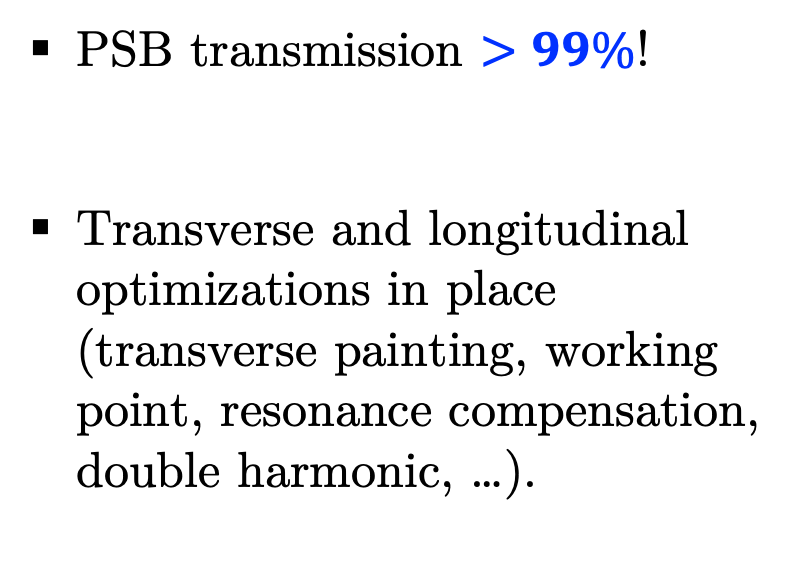 ▪ PSB transmission > 99%!
▪ Transverse and longitudinal
optimizations in place
(transverse painting, working
point, resonance compensation,
double harmonic, …).